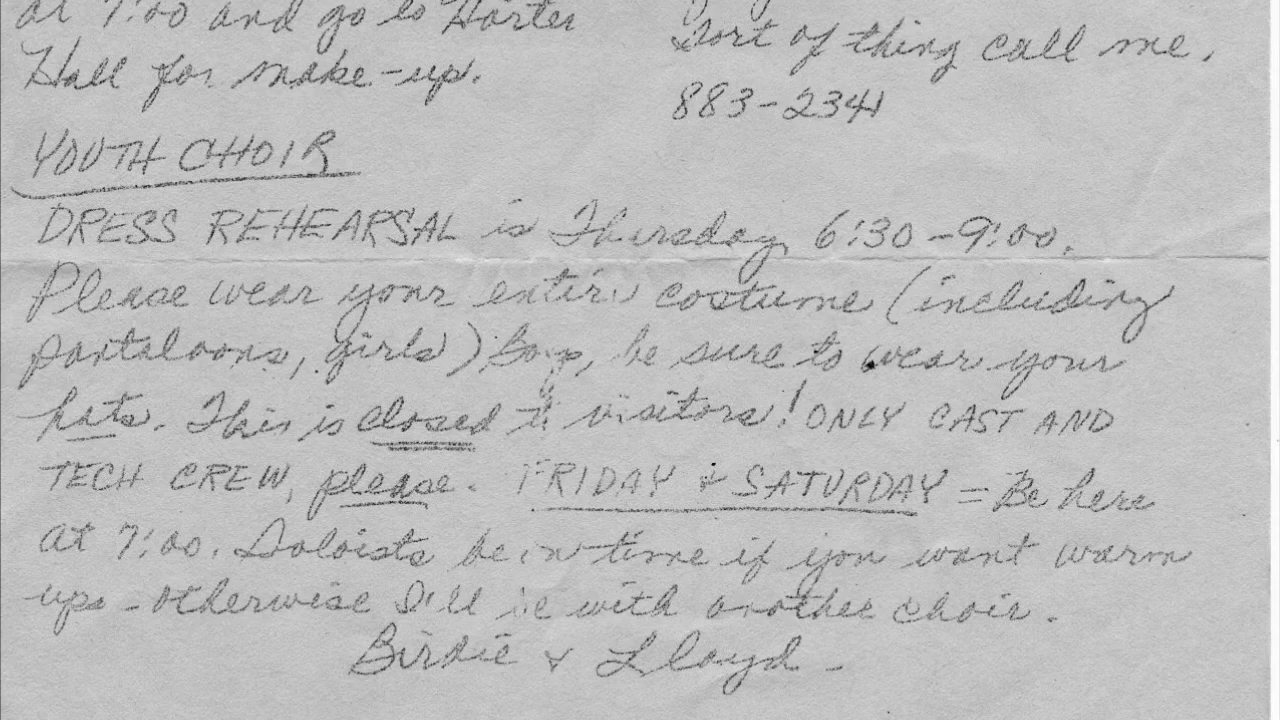 at 7:00 and go to Harter
Hall for make-up.
sort of thing call me.
883-2341
YOUTH CHOIR
DRESS REHEARSAL is Thursday, 6:30-9:00.
Please wear your entire costume (including
pantaloons, girls) Boys, be sure to wear your
hats. This is closed to visitors! ONLY CAST AND
TECH CREW, please. FRIDAY + SATURDAY = Be here
at 7:00. Soloists be in time if you want warm
ups - otherwise I'll be with another choir.
Birdie & Lloyd -